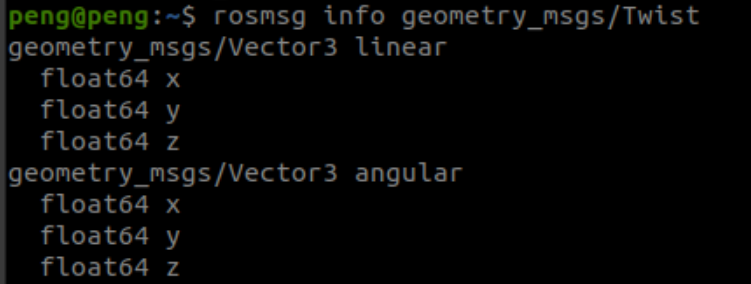 peng@peng:~$ rosmsg info geometry_msgs/Twist
geometry_msgs/Vector3 linear
  float64 x
  float64 y
  float64 z
geometry_msgs/Vector3 angular
  float64 x
  float64 y
  float64 z